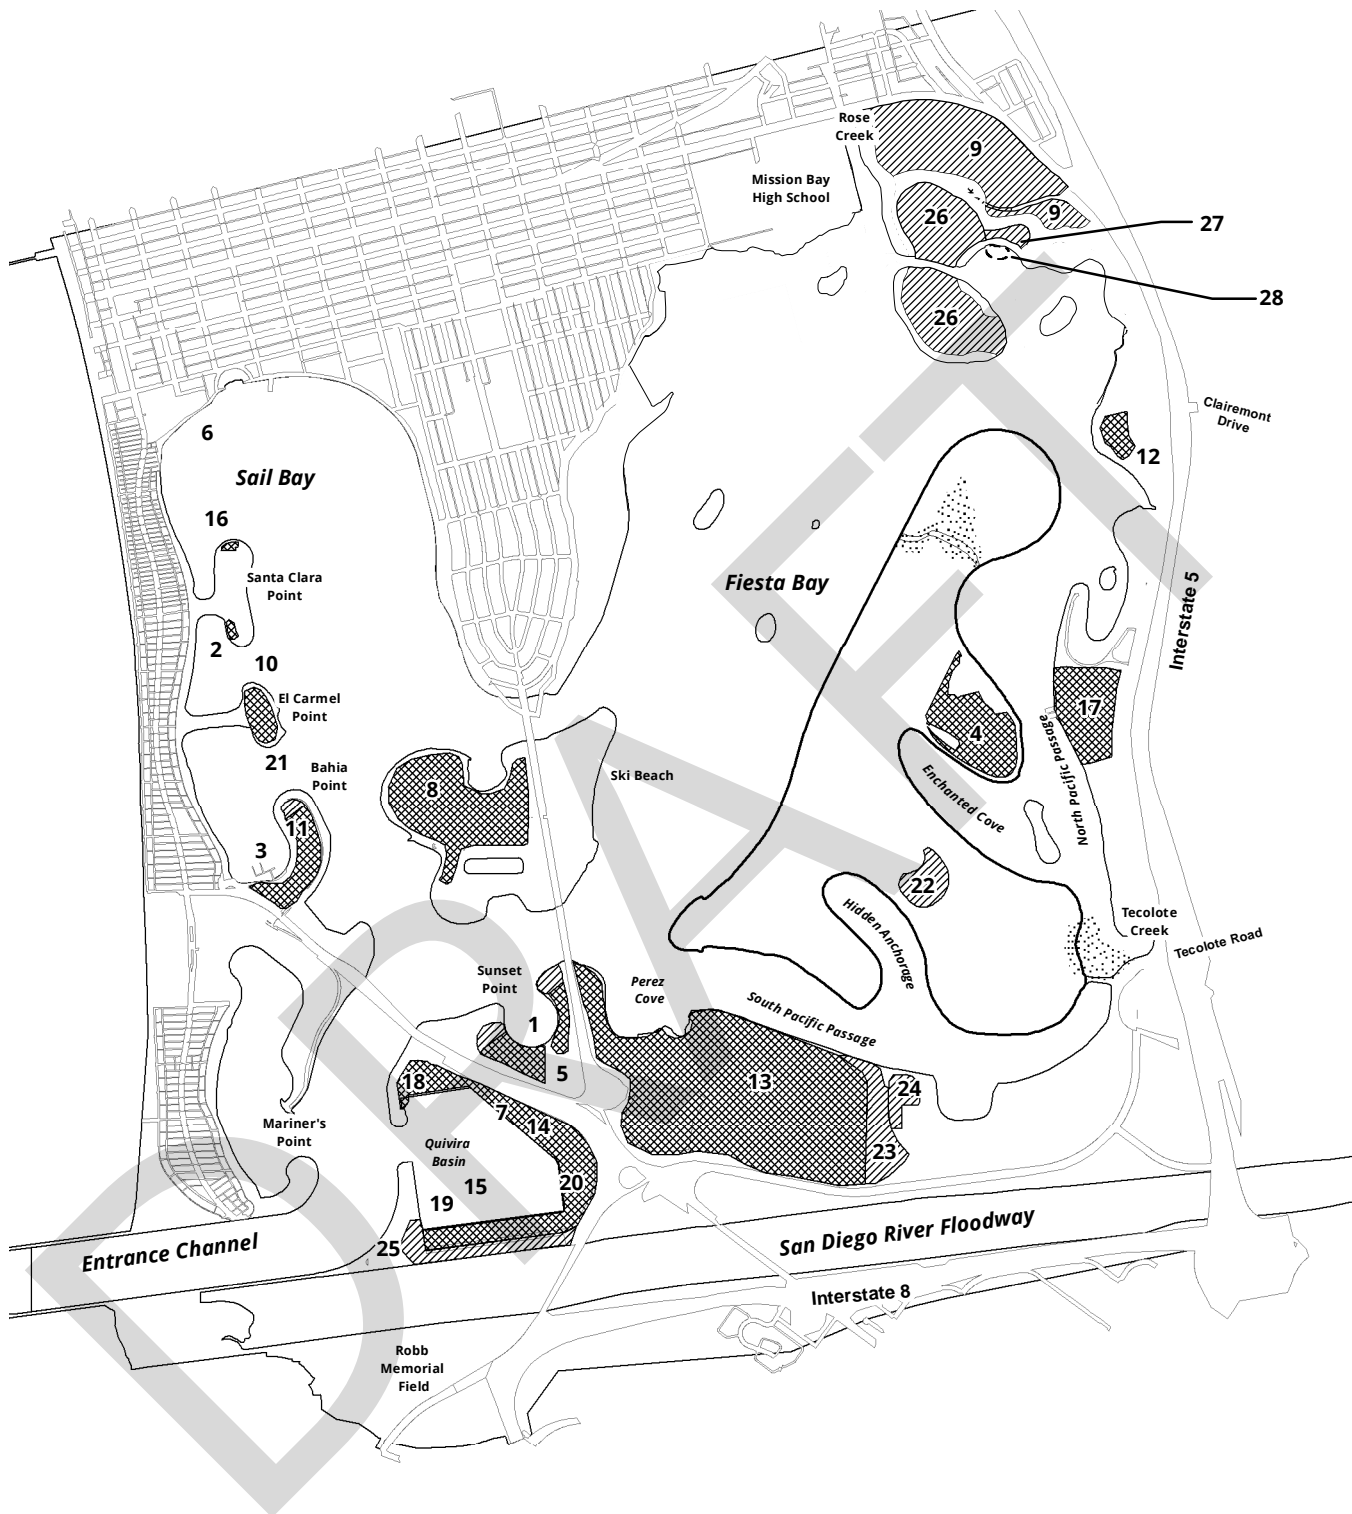 Rose
Creek
9
Mission Bay
High School
26
9
27
28
26
Clairemont
Drive
6
12
Sail Bay
16
Santa Clara
Point
Fiesta Bay
Interstate 5
2
10
El Carmel
Point
17
4
North Pacific Passage
21
Bahia
Point
Ski Beach
8
Enchanted Cove
11
3
22
Hidden Anchorage
Tecolote
Creek
Tecolote Road
Sunset
Point
Perez
Cove
South Pacific Passage
1
5
13
18
24
7
14
Mariner's
Point
Quivira
Basin
23
15
20
19
25
Entrance Channel
San Diego River Floodway
Interstate 8
Robb
Memorial
Field
DRAFT